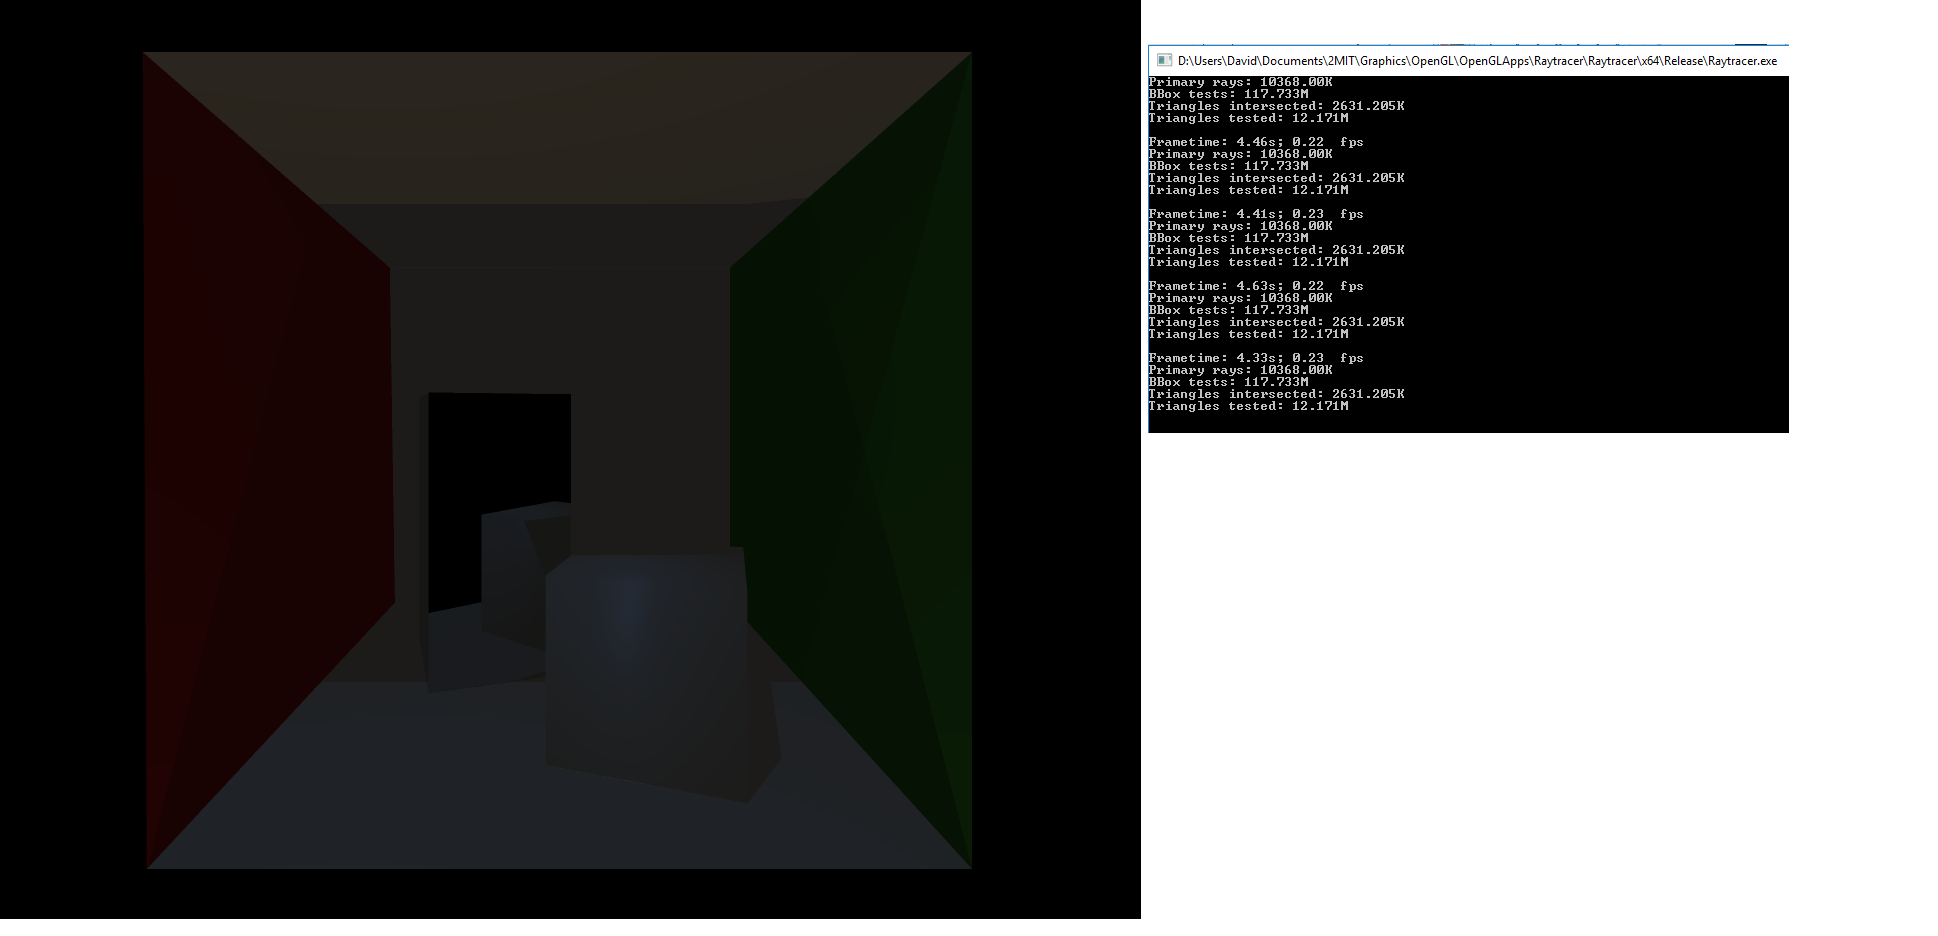 D:\Users\David\Documents\2MIT\Graphics\OpenGL\OpenGLApps\Raytracer\Raytracer\x64\Release\Raytracer.exe
Primary rays: 10368.00K
BBox tests: 117.733M
Triangles intersected: 2631.205K
Triangles tested: 12.171M
Frametime: 4.46s; 0.22  fps
Primary rays: 10368.00K
BBox tests: 117.733M
Triangles intersected: 2631.205K
Triangles tested: 12.171M
Frametime: 4.41s; 0.23  fps
Primary rays: 10368.00K
BBox tests: 117.733M
Triangles intersected: 2631.205K
Triangles tested: 12.171M
Frametime: 4.63s; 0.22  fps
Primary rays: 10368.00K
BBox tests: 117.733M
Triangles intersected: 2631.205K
Triangles tested: 12.171M
Frametime: 4.33s; 0.23  fps
Primary rays: 10368.00K
BBox tests: 117.733M
Triangles intersected: 2631.205K
Triangles tested: 12.171M